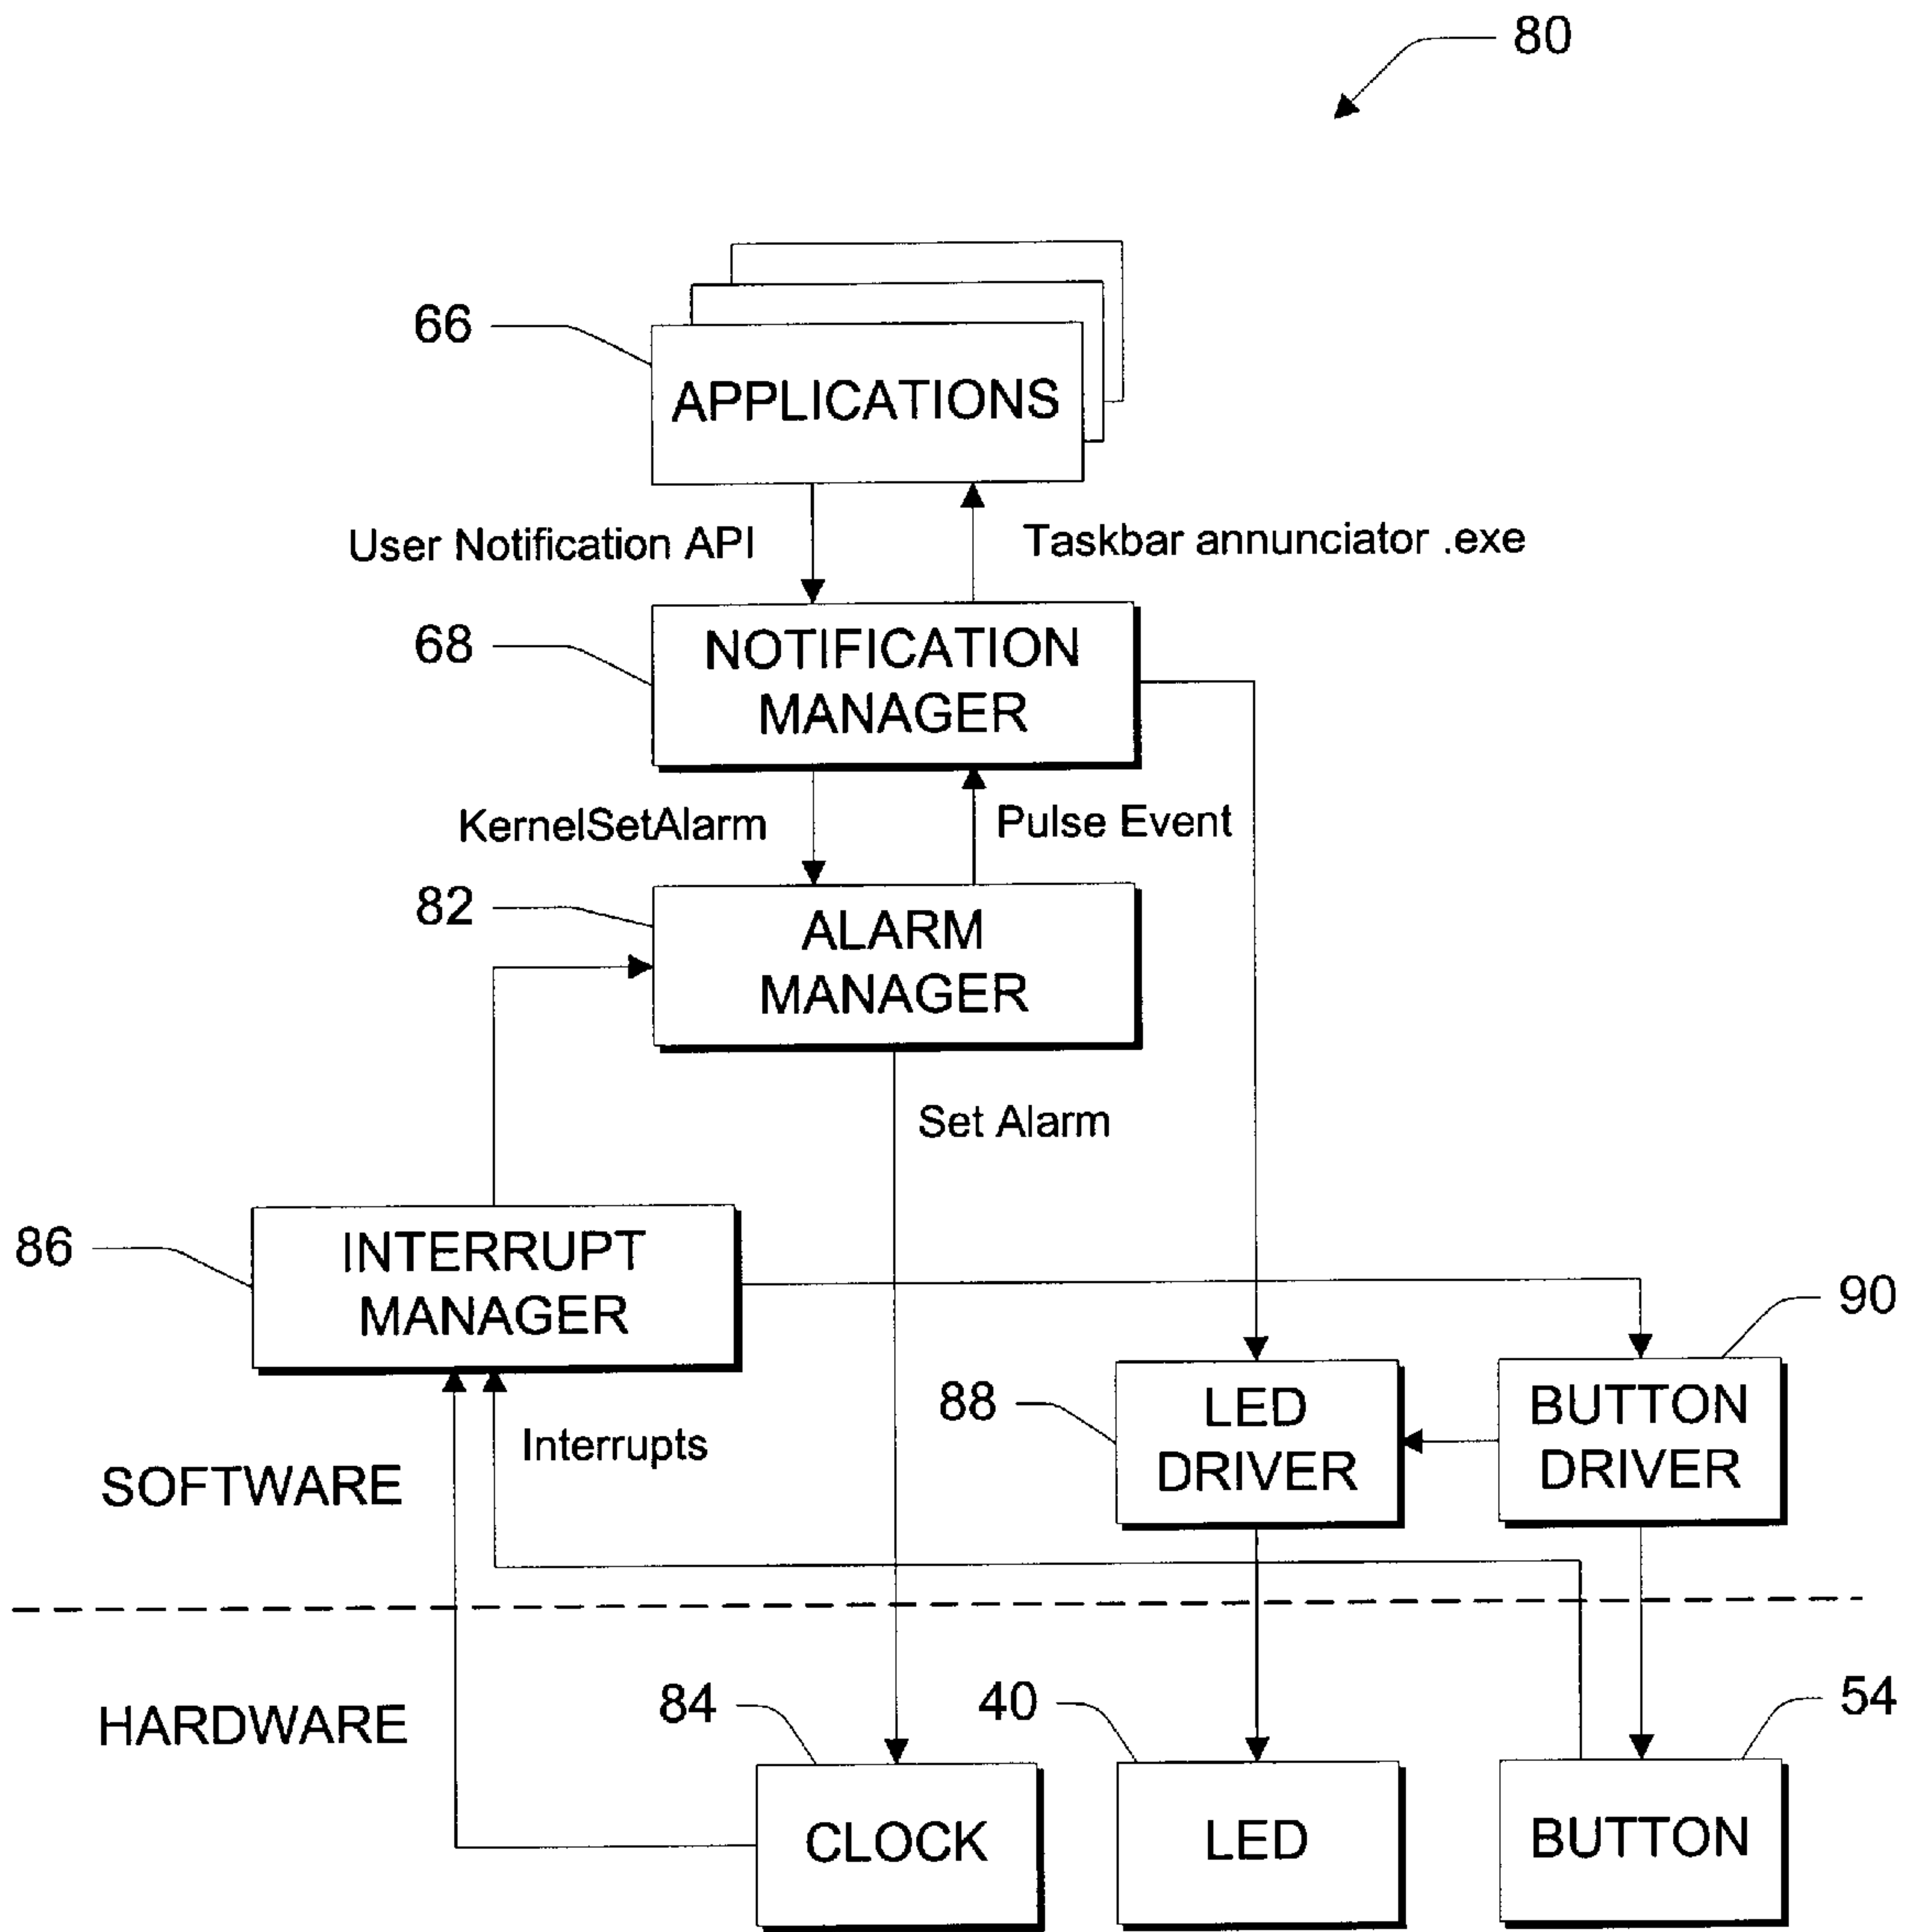 80
66
APPLICATIONS
User Notification API
Taskbar annunciator .exe
68
NOTIFICATION
MANAGER
KernelSetAlarm
Pulse Event
82
ALARM
MANAGER
Set Alarm
86
INTERRUPT
MANAGER
90
88
LED
DRIVER
BUTTON
DRIVER
Interrupts
SOFTWARE
HARDWARE
84
40
54
CLOCK
LED
BUTTON